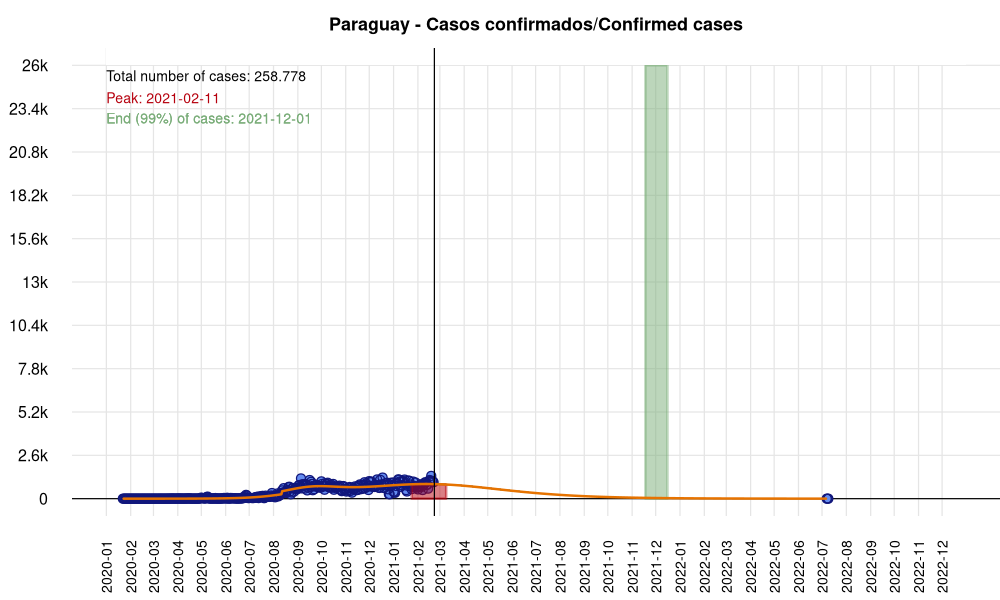 Paraguay - Casos confirmados/Confirmed cases
Total number of cases: 258.778
Peak: 2021-02-11
End (99%) of cases: 2021-12-01
26k
23.4k
20.8k
18.2k
15.6k
13k
10.4k
7.8k
5.2k
2.6k
0
2020-01
2020-02
2020-03
2020-04
2020-05
2020-06
2020-07
2020-08
2020-09
2020-10
2020-11
2020-12
2021-01
2021-02
2021-03
2021-04
2021-05
2021-06
2021-07
2021-08
2021-09
2021-10
2021-11
2021-12
2022-01
2022-02
2022-03
2022-04
2022-05
2022-06
2022-07
2022-08
2022-09
2022-10
2022-11
2022-12